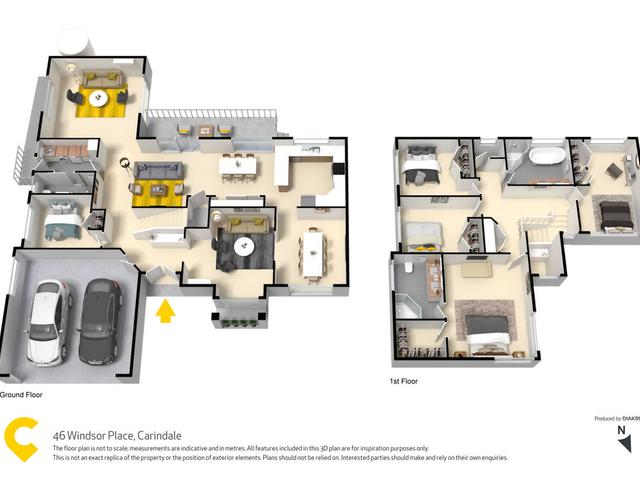 Ground Floor
1st Floor
Produced by DIAKRI
N
46 Windsor Place, Carindale
The floor plan is not to scale; measurements are indicative and in metres. All features included in this 3D plan are for inspiration purposes only.
This is not an exact replica of the property or the position of exterior elements. Plans should not be relied on. Interested parties should make and rely on their own enquiries.